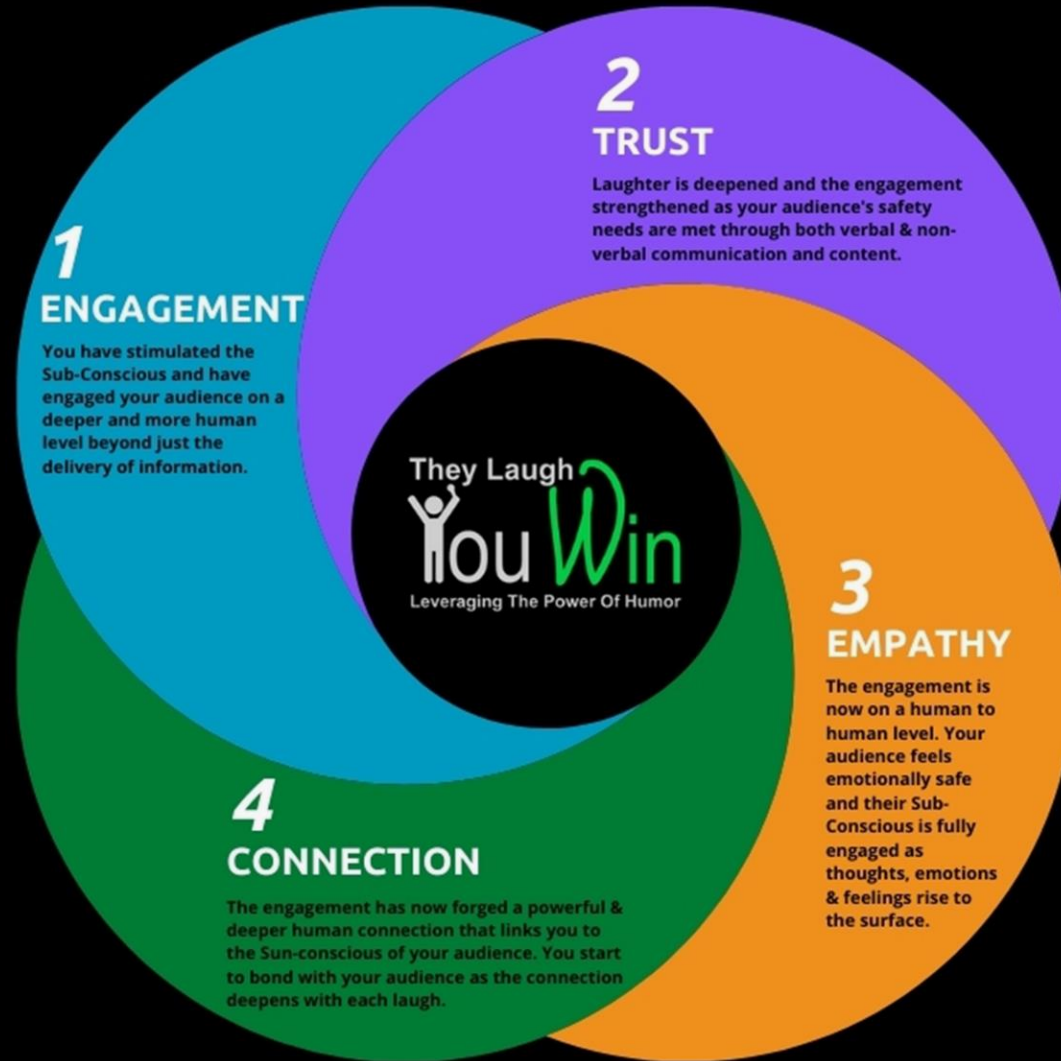 1
ENGAGEMENT
You have stimulated the
Sub-Conscious and have
engaged your audience on a
deeper and more human
level beyond just the
delivery of information.
2
TRUST
Laughter is deepened and the engagement
strengthened as your audience's safety
needs are met through both verbal & non-
verbal communication and content.
3
EMPATHY
The engagement is
now on a human to
human level. Your
audience feels
emotionally safe
and their Sub-
Conscious is fully
engaged as
thoughts, emotions
& feelings rise to
the surface.
4
CONNECTION
The engagement has now forged a powerful &
deeper human connection that links you to
the Sun-conscious of your audience. You start
to bond with your audience as the connection
deepens with each laugh.
They Laugh
You Win
Leveraging The Power Of Humor